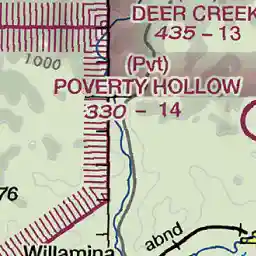 DEER CREEK
435 - 13
1000
(Pvt)
POVERTY HOLLOW
330 - 14
76
Willamina
abnd